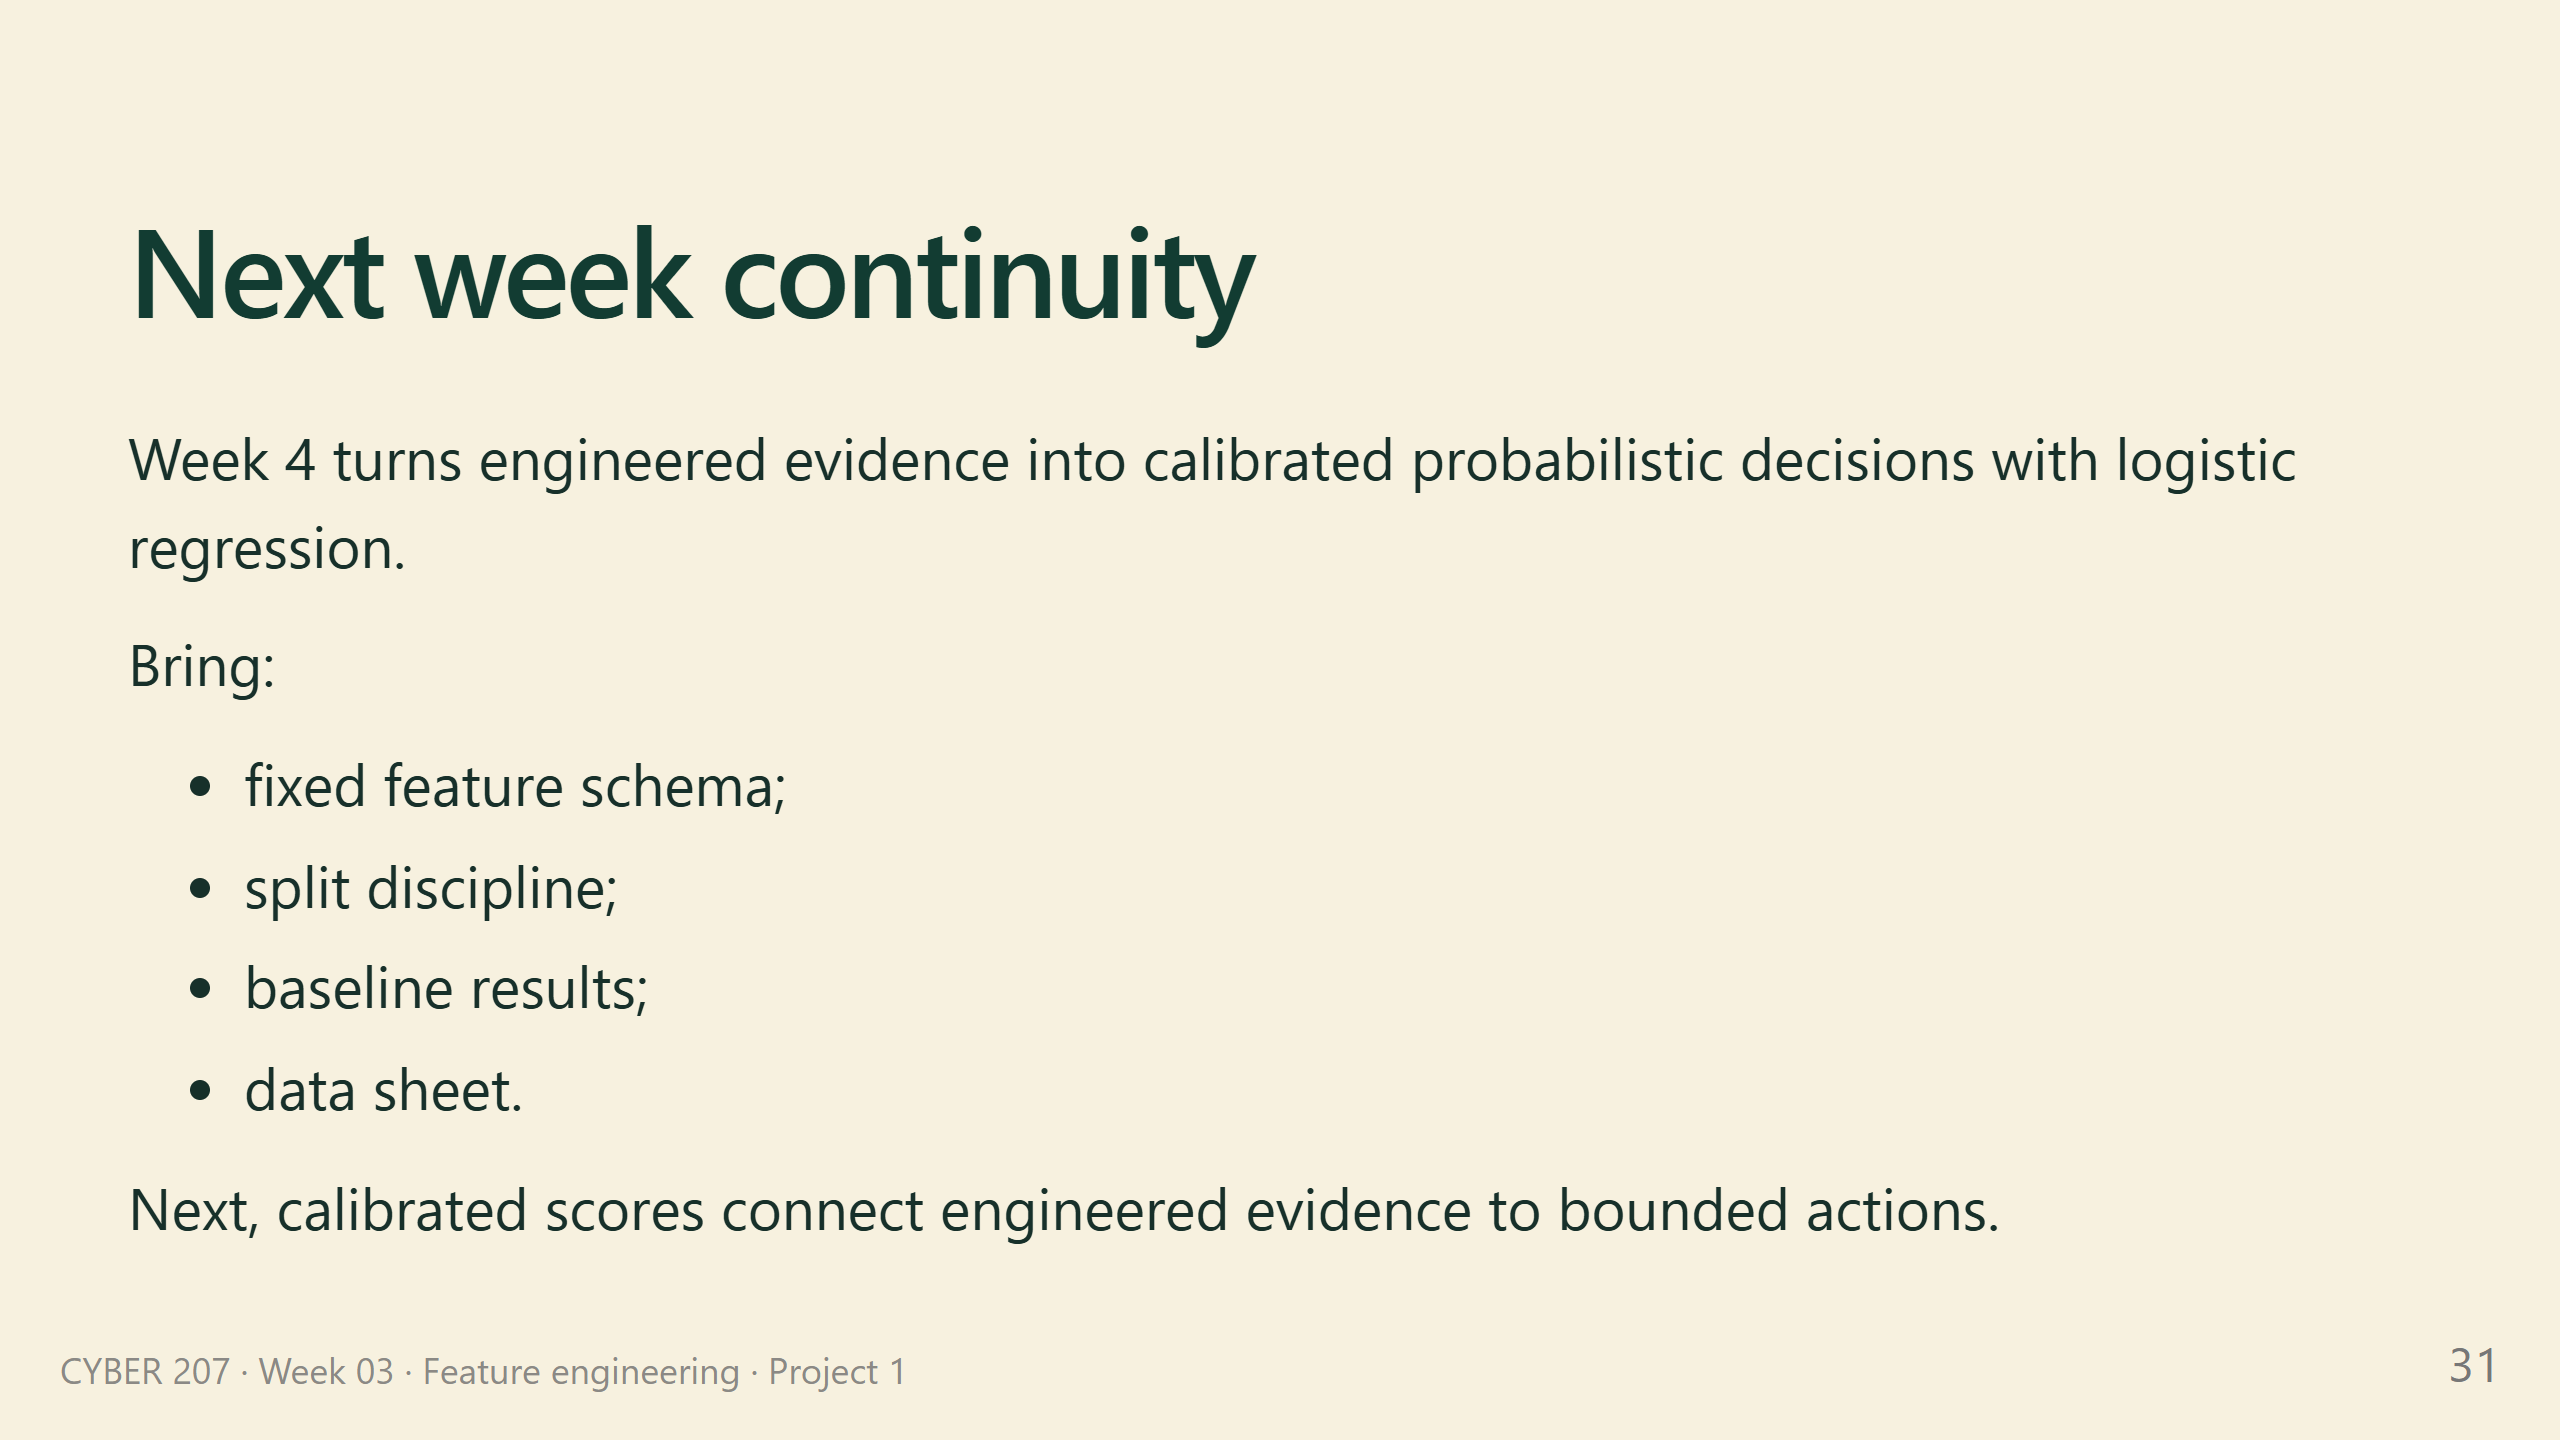 Next week continuity
Week 4 turns engineered evidence into calibrated probabilistic decisions with logistic
regression.
Bring:
• fixed feature schema;
• split discipline;
• baseline results;
• data sheet.
Next, calibrated scores connect engineered evidence to bounded actions.
CYBER 207 · Week 03 · Feature engineering · Project 1
31